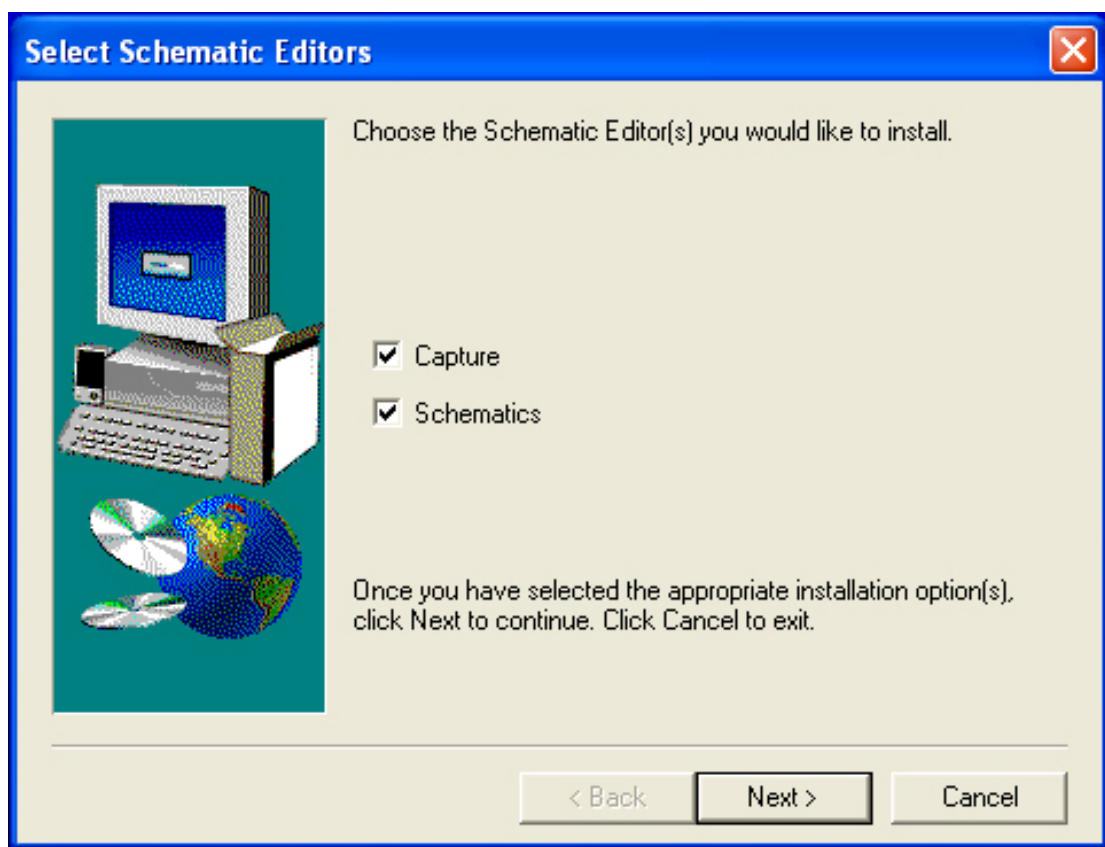 Select Schematic Editors
Choose the Schematic Editor(s) you would like to install.
Capture
Schematics
Once you have selected the appropriate installation option(s),
click Next to continue. Click Cancel to exit.
< Back
Next >
Cancel